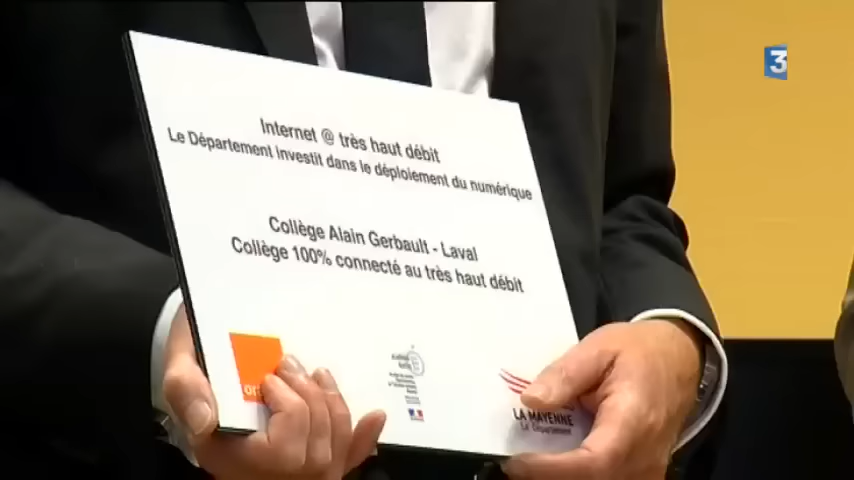 3
Internet @ très haut débit
Le Département investit dans le déploiement du numérique
Collège Alain Gerbault - Laval
Collège 100% connecté au très haut débit
LA MAYENNE
Le Département